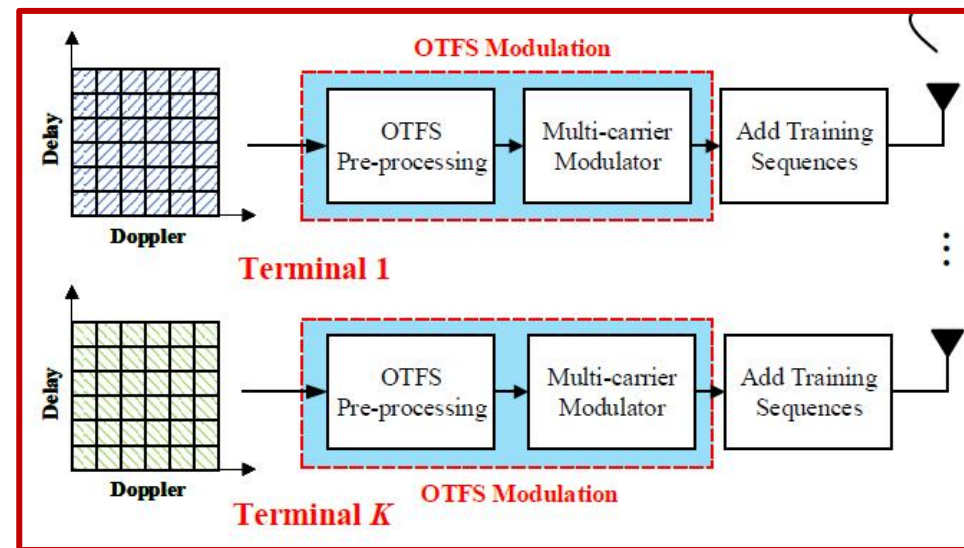 OTFS Modulation
Delay
OTFS
Pre-processing
Multi-carrier
Modulator
Add Training
Sequences
Doppler
Terminal 1
Delay
OTFS
Pre-processing
Multi-carrier
Modulator
Add Training
Sequences
Doppler
OTFS Modulation
Terminal K